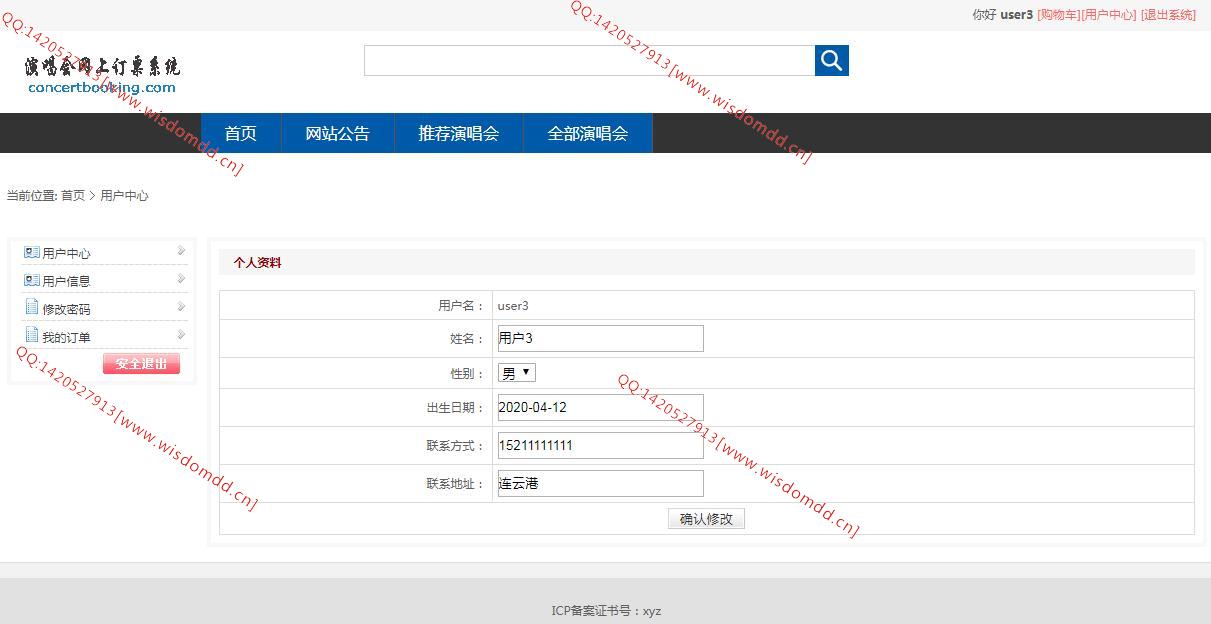 你好 user3 [购物车][用户中心] [退出系统]
演唱会网上订票系统
concertbooking.com
首页 网站公告 推荐演唱会 全部演唱会
当前位置: 首页 > 用户中心
用户中心
用户信息
修改密码
我的订单
安全退出
个人资料
用户名： user3
姓名： 用户3
性别： 男
出生日期： 2020-04-12
联系方式： 15211111111
联系地址： 连云港
确认修改
ICP备案证书号：xyz
QQ:1420527913[www.wisdomdd.cn]
QQ:1420527913[www.wisdomdd.cn]
QQ:1420527913[www.wisdomdd.cn]
QQ:1420527913[www.wisdomdd.cn]